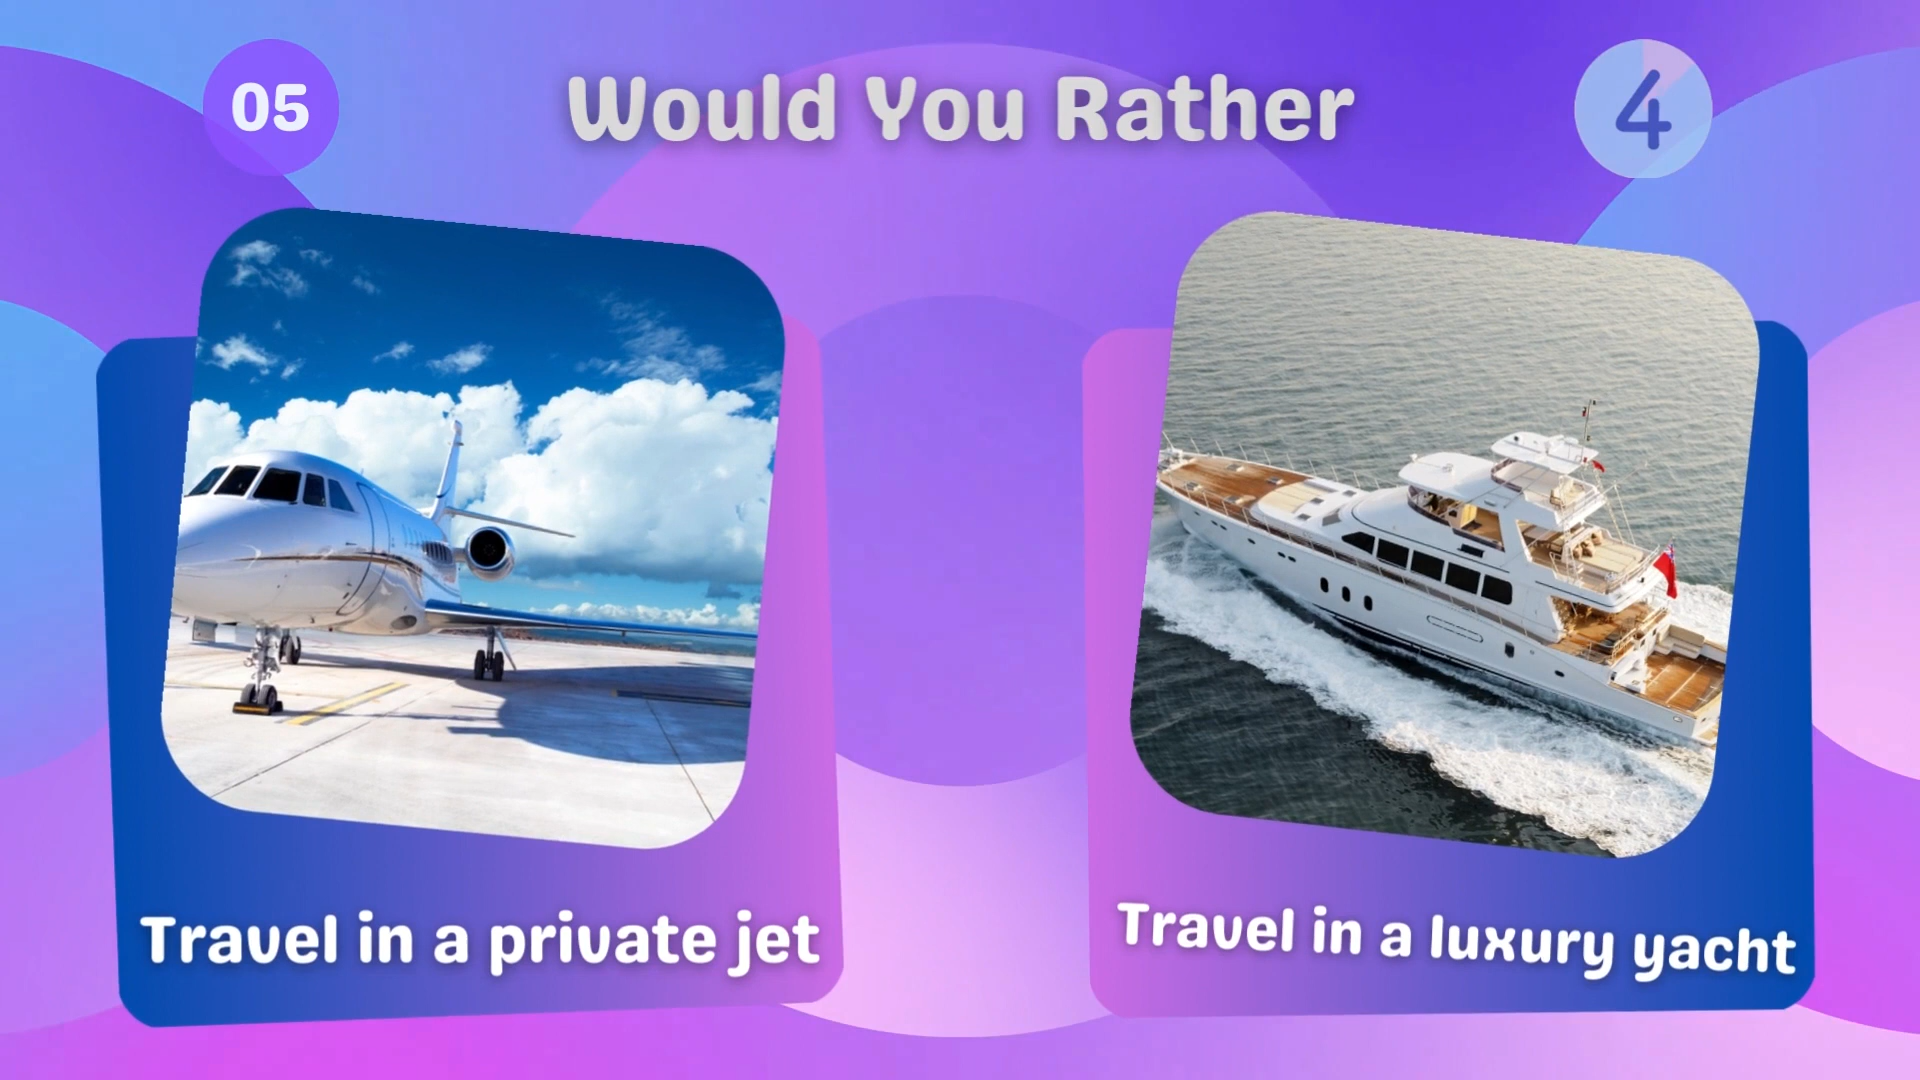 05
Would You Rather
4
Travel in a private jet
Travel in a luxury yacht